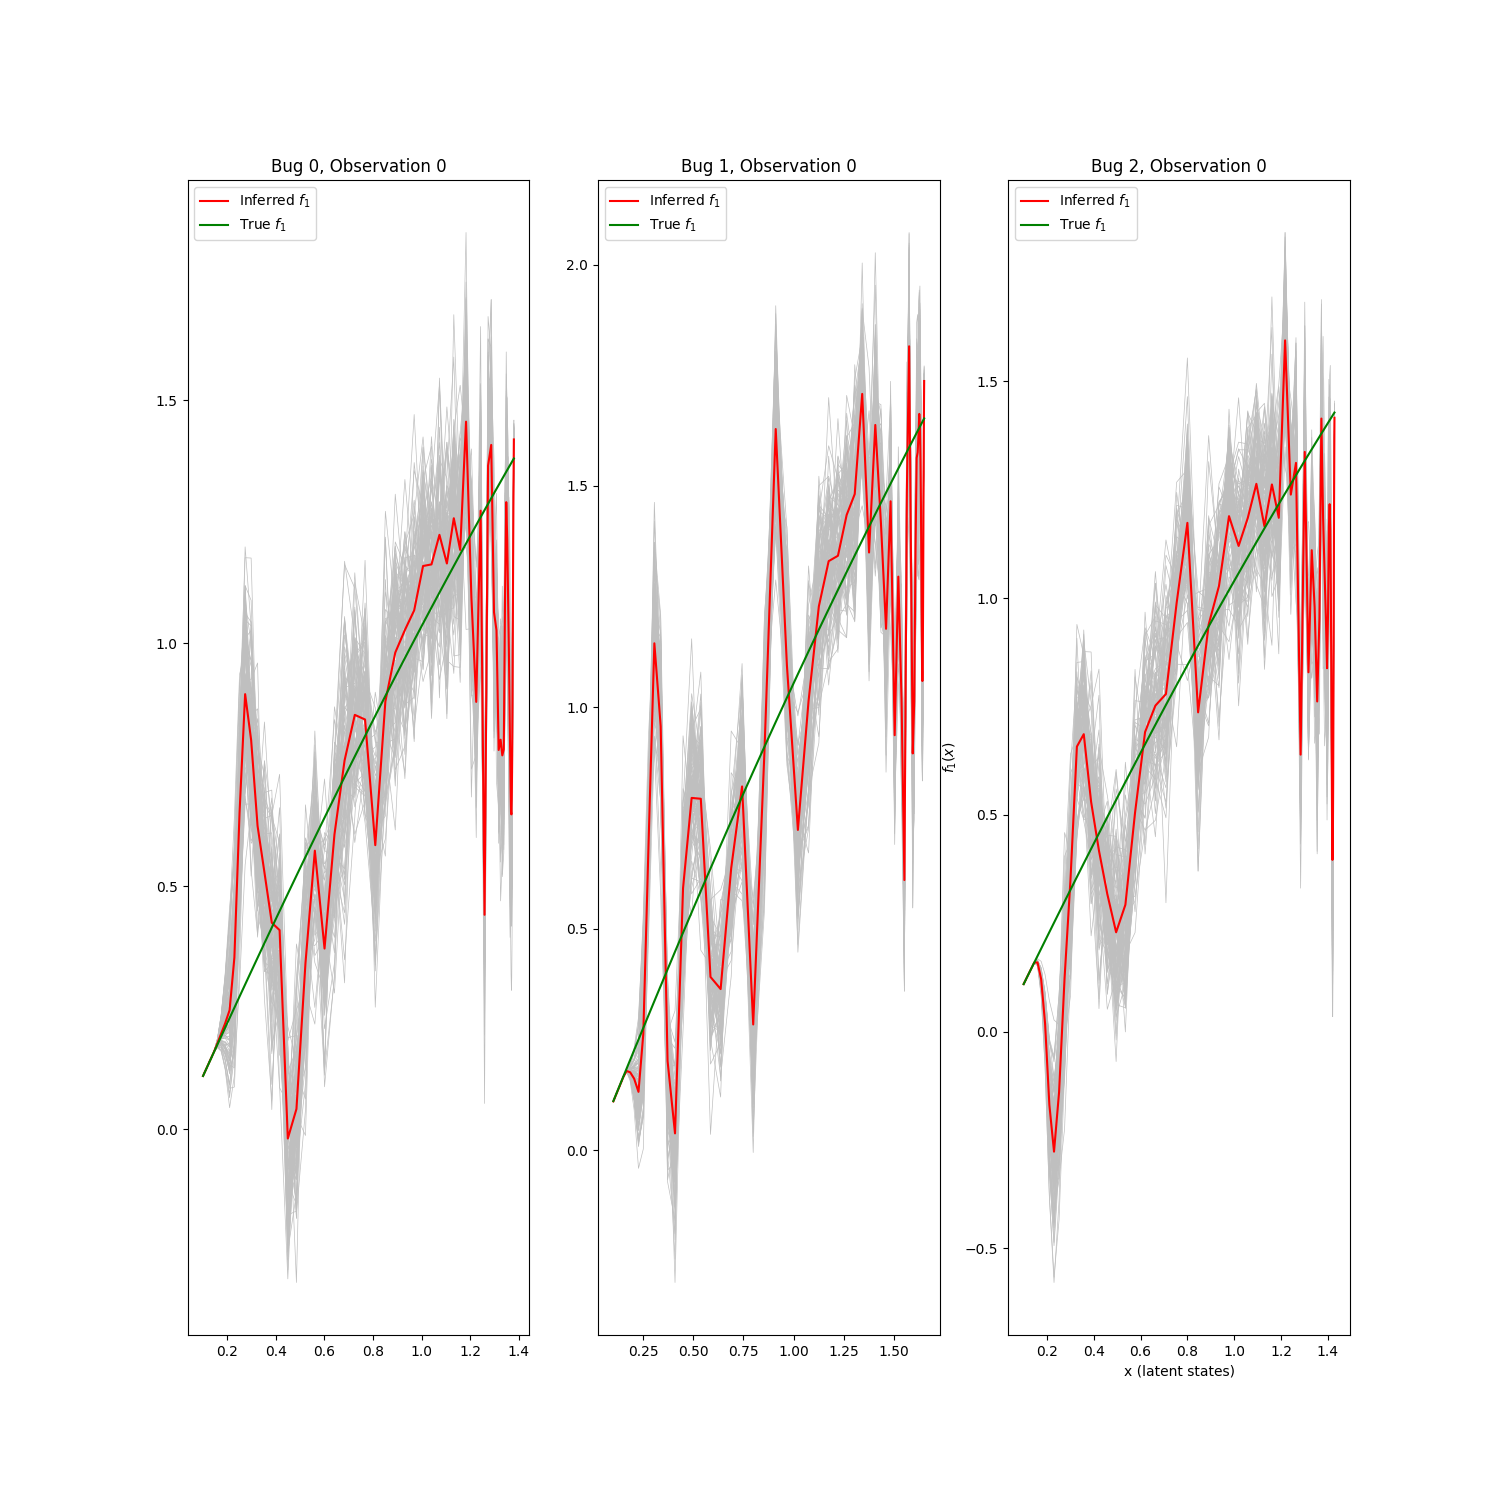 Bug 0, Observation 0
Inferred f₁
True f₁
1.5
1.0
0.5
0.0
0.2 0.4 0.6 0.8 1.0 1.2 1.4
Bug 1, Observation 0
Inferred f₁
True f₁
2.0
1.5
1.0
0.5
0.0
0.25 0.50 0.75 1.00 1.25 1.50
Bug 2, Observation 0
Inferred f₁
True f₁
f₁(x)
1.5
1.0
0.5
0.0
−0.5
0.2 0.4 0.6 0.8 1.0 1.2 1.4
x (latent states)